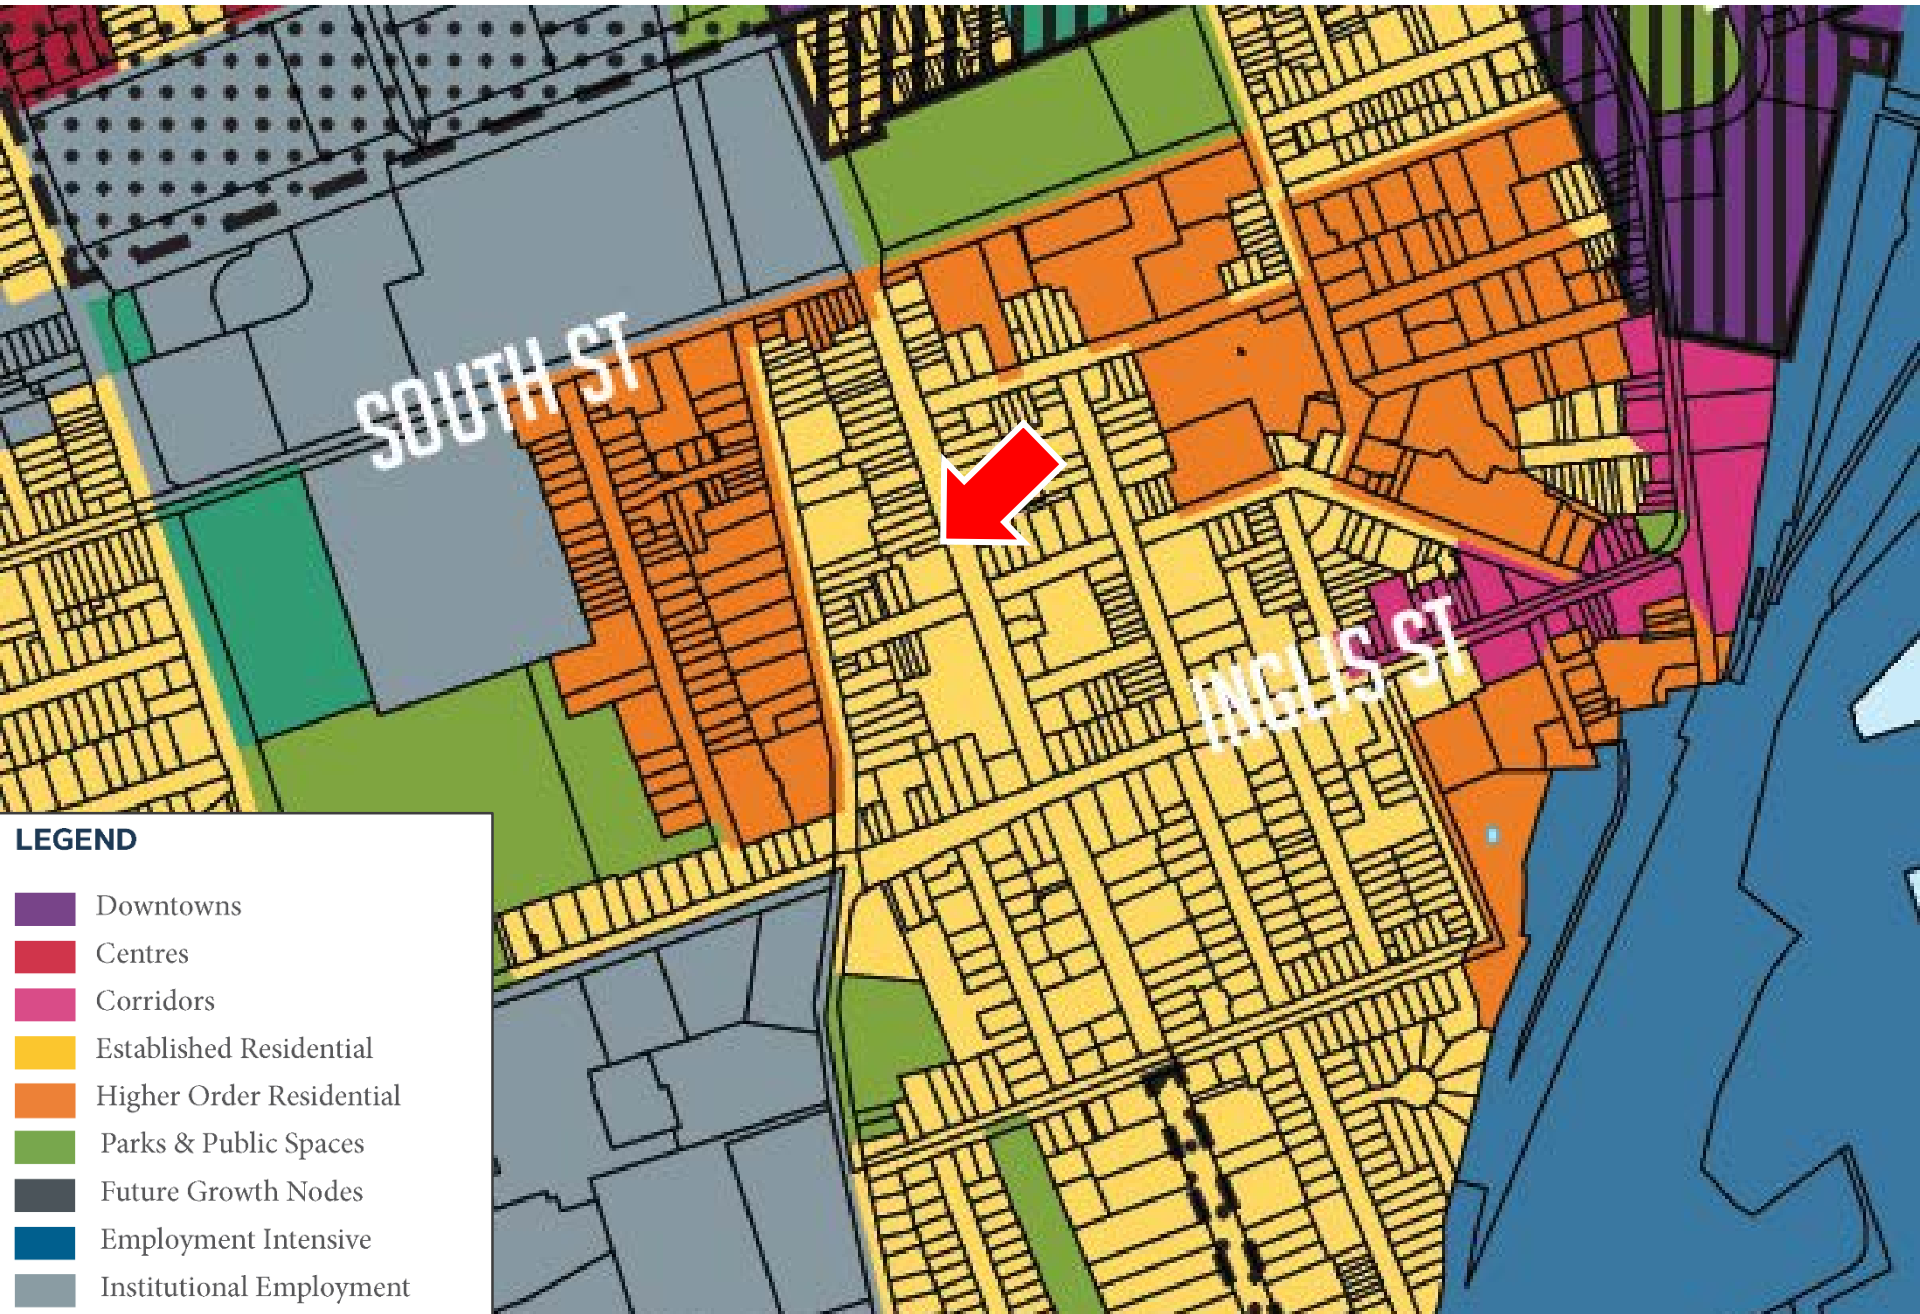 SOUTH ST
INGLIS ST
LEGEND
Downtowns
Centres
Corridors
Established Residential
Higher Order Residential
Parks & Public Spaces
Future Growth Nodes
Employment Intensive
Institutional Employment